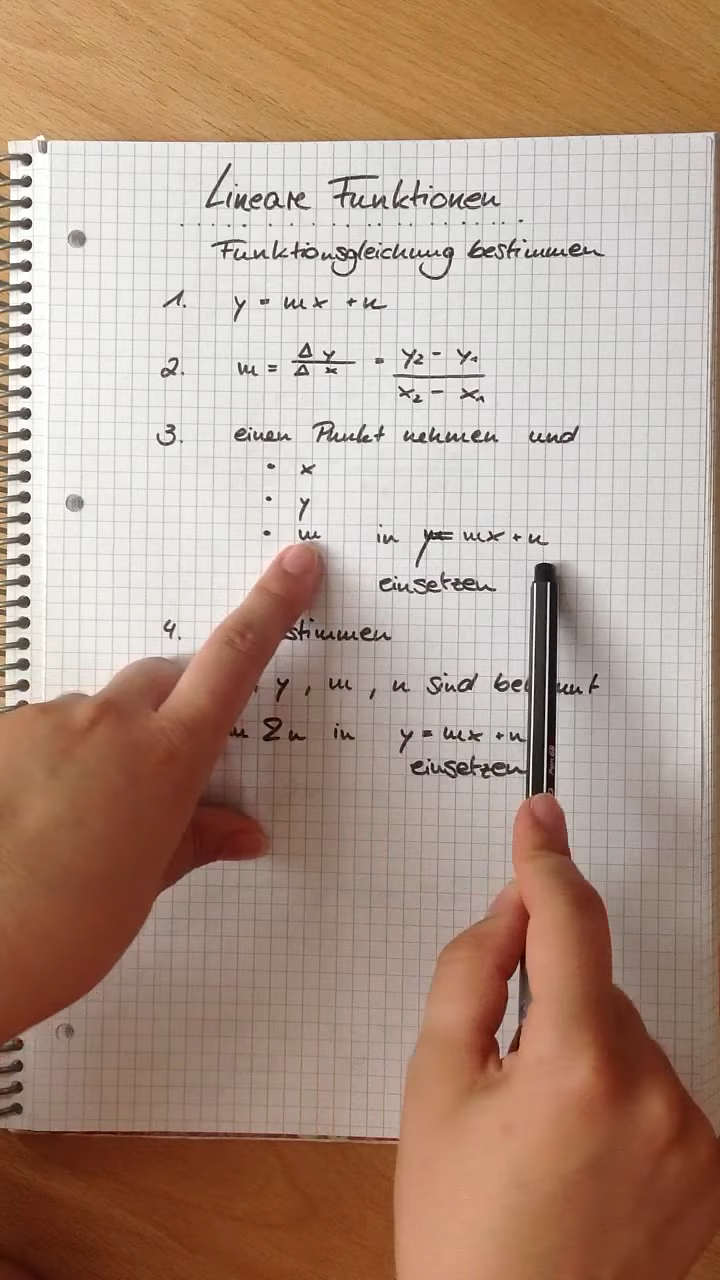 Lineare Funktionen
Funktionsgleichung bestimmen
1. y = mx + n
2. m = Δy / Δx = y₂ - y₁ / x₂ - x₁
3. einen Punkt nehmen und
• x
• y
• m in y = mx + n
einsetzen
4.
y, m, n sind
in y = mx + n
einsetzen